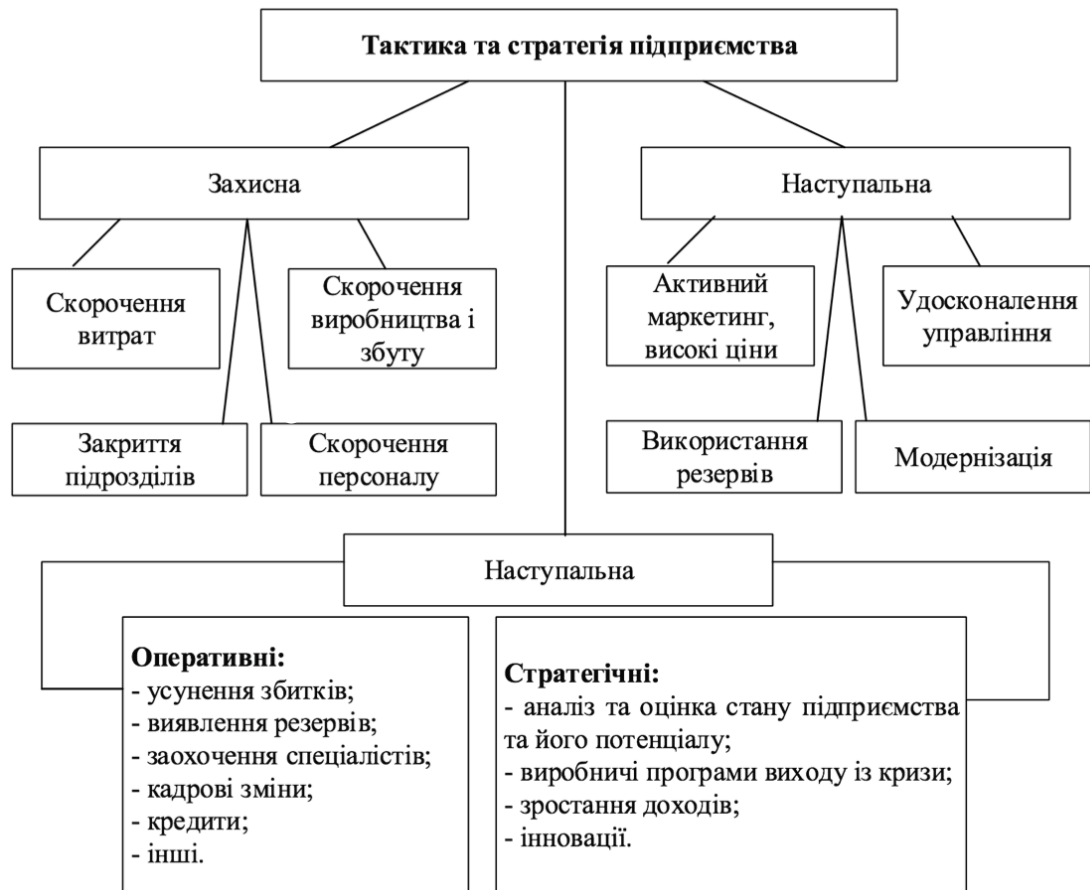 Тактика та стратегія підприємства
Захисна
Наступальна
Скорочення
витрат
Скорочення
виробництва і
збуту
Активний
маркетинг,
високі ціни
Удосконалення
управління
Закриття
підрозділів
Скорочення
персоналу
Використання
резервів
Модернізація
Наступальна
Оперативні:
- усунення збитків;
- виявлення резервів;
- заохочення спеціалістів;
- кадрові зміни;
- кредити;
- інші.
Стратегічні:
- аналіз та оцінка стану підприємства
та його потенціалу;
- виробничі програми виходу із кризи;
- зростання доходів;
- інновації.